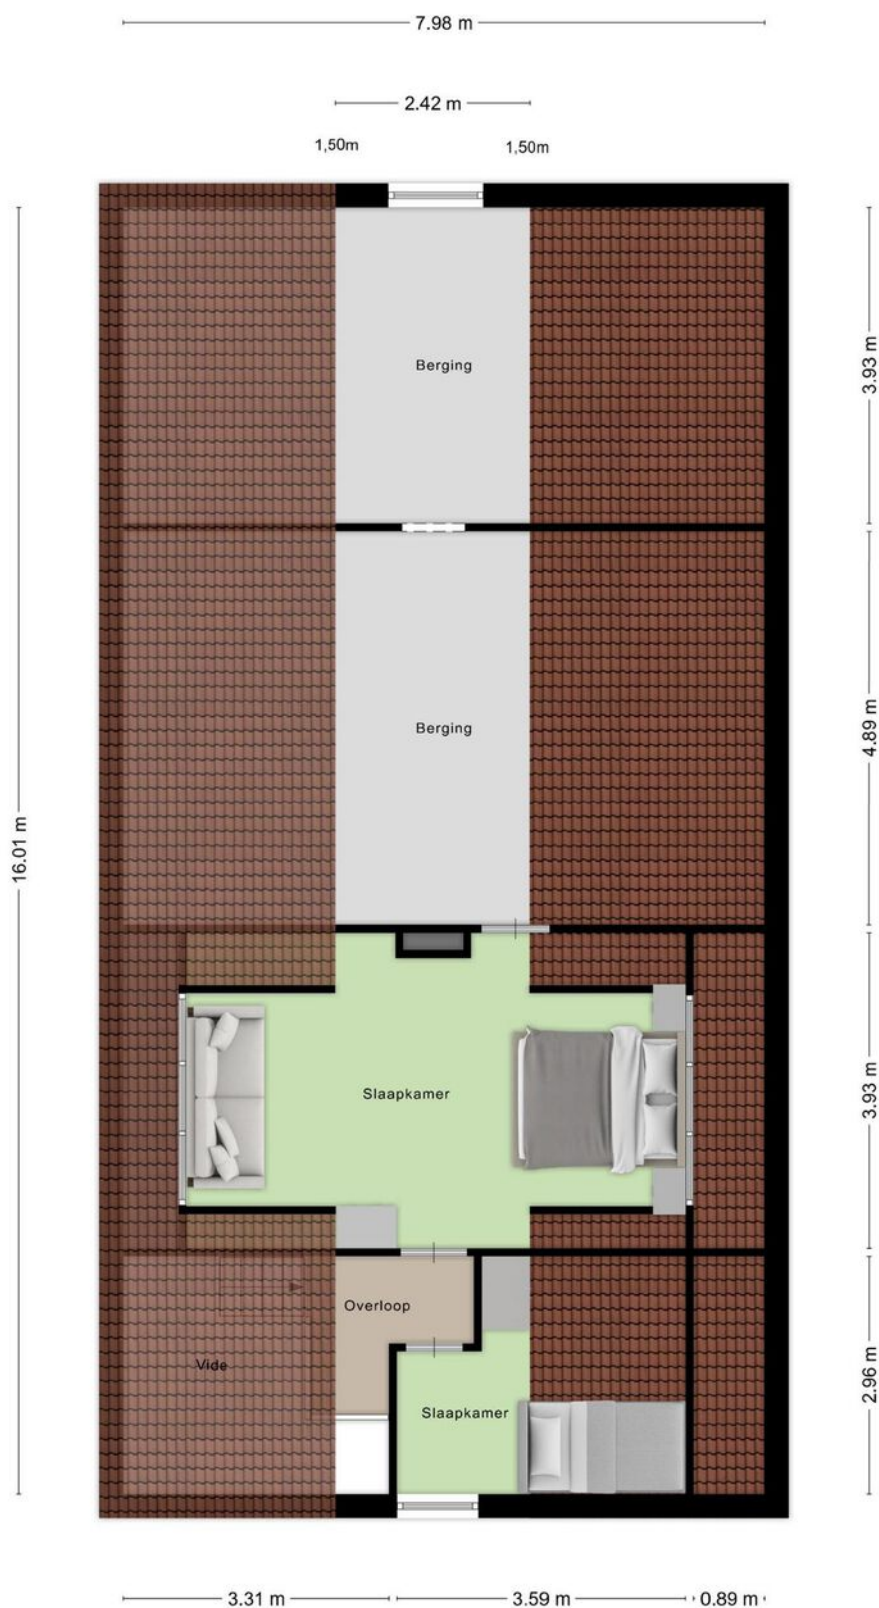 7.98 m
2.42 m
1,50m
1,50m
Berging
3.93 m
Berging
4.89 m
16.01 m
Slaapkamer
3.93 m
Overloop
Vide
2.96 m
Slaapkamer
3.31 m
3.59 m
0.89 m